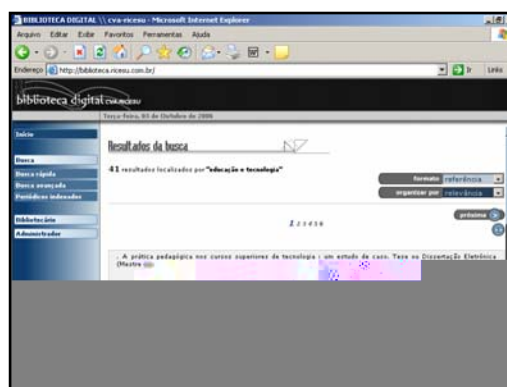 BIBLIOTECA DIGITAL \\ cva-ricesu - Microsoft Internet Explorer
Arquivo Editar Exibir Favoritos Ferramentas Ajuda
Endereço http://biblioteca.ricesu.com.br/ Ir Links
biblioteca digital cva-ricesu
Terça-feira, 03 de Outubro de 2006
Início
Resultados da busca
Busca
41 resultados localizados por "educação e tecnologia"
Busca rápida
Busca avançada
Periódicos indexados
formato referência
organizar por relevância
Bibliotecário
próxima
Administrador
1 2 3 4 5 6
. A prática pedagógica nos cursos superiores de tecnologia : um estudo de caso. Tese ou Dissertação Eletrônica
(Mestre